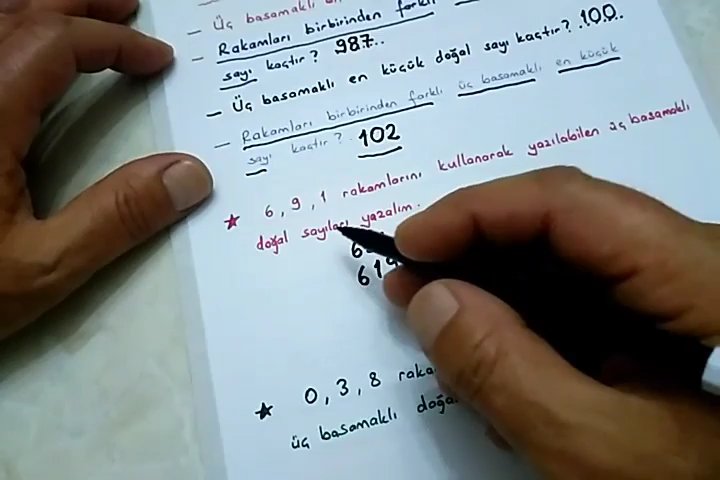 — Üç basamaklı
— Rakamları birbirinden farklı
sayı kaçtır? 987..
— Üç basamaklı en küçük doğal sayı kaçtır? .100.
— Rakamları birbirinden farklı üç basamaklı en küçük
sayı kaçtır?. 102
★ 6, 9, 1 rakamlarını kullanarak yazılabilen üç basamaklı
doğal sayıları yazalım.
619
★ 0, 3, 8
üç basamaklı